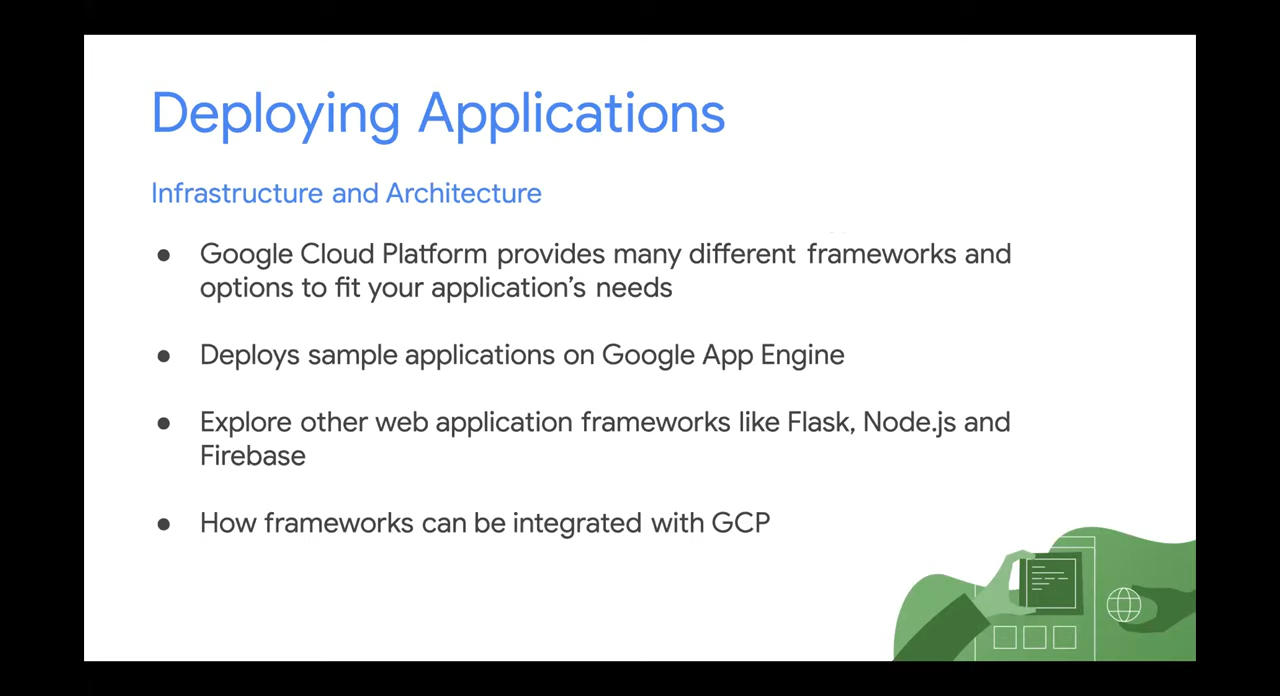 Deploying Applications
Infrastructure and Architecture
● Google Cloud Platform provides many different frameworks and
options to fit your application’s needs
● Deploys sample applications on Google App Engine
● Explore other web application frameworks like Flask, Node.js and
Firebase
● How frameworks can be integrated with GCP